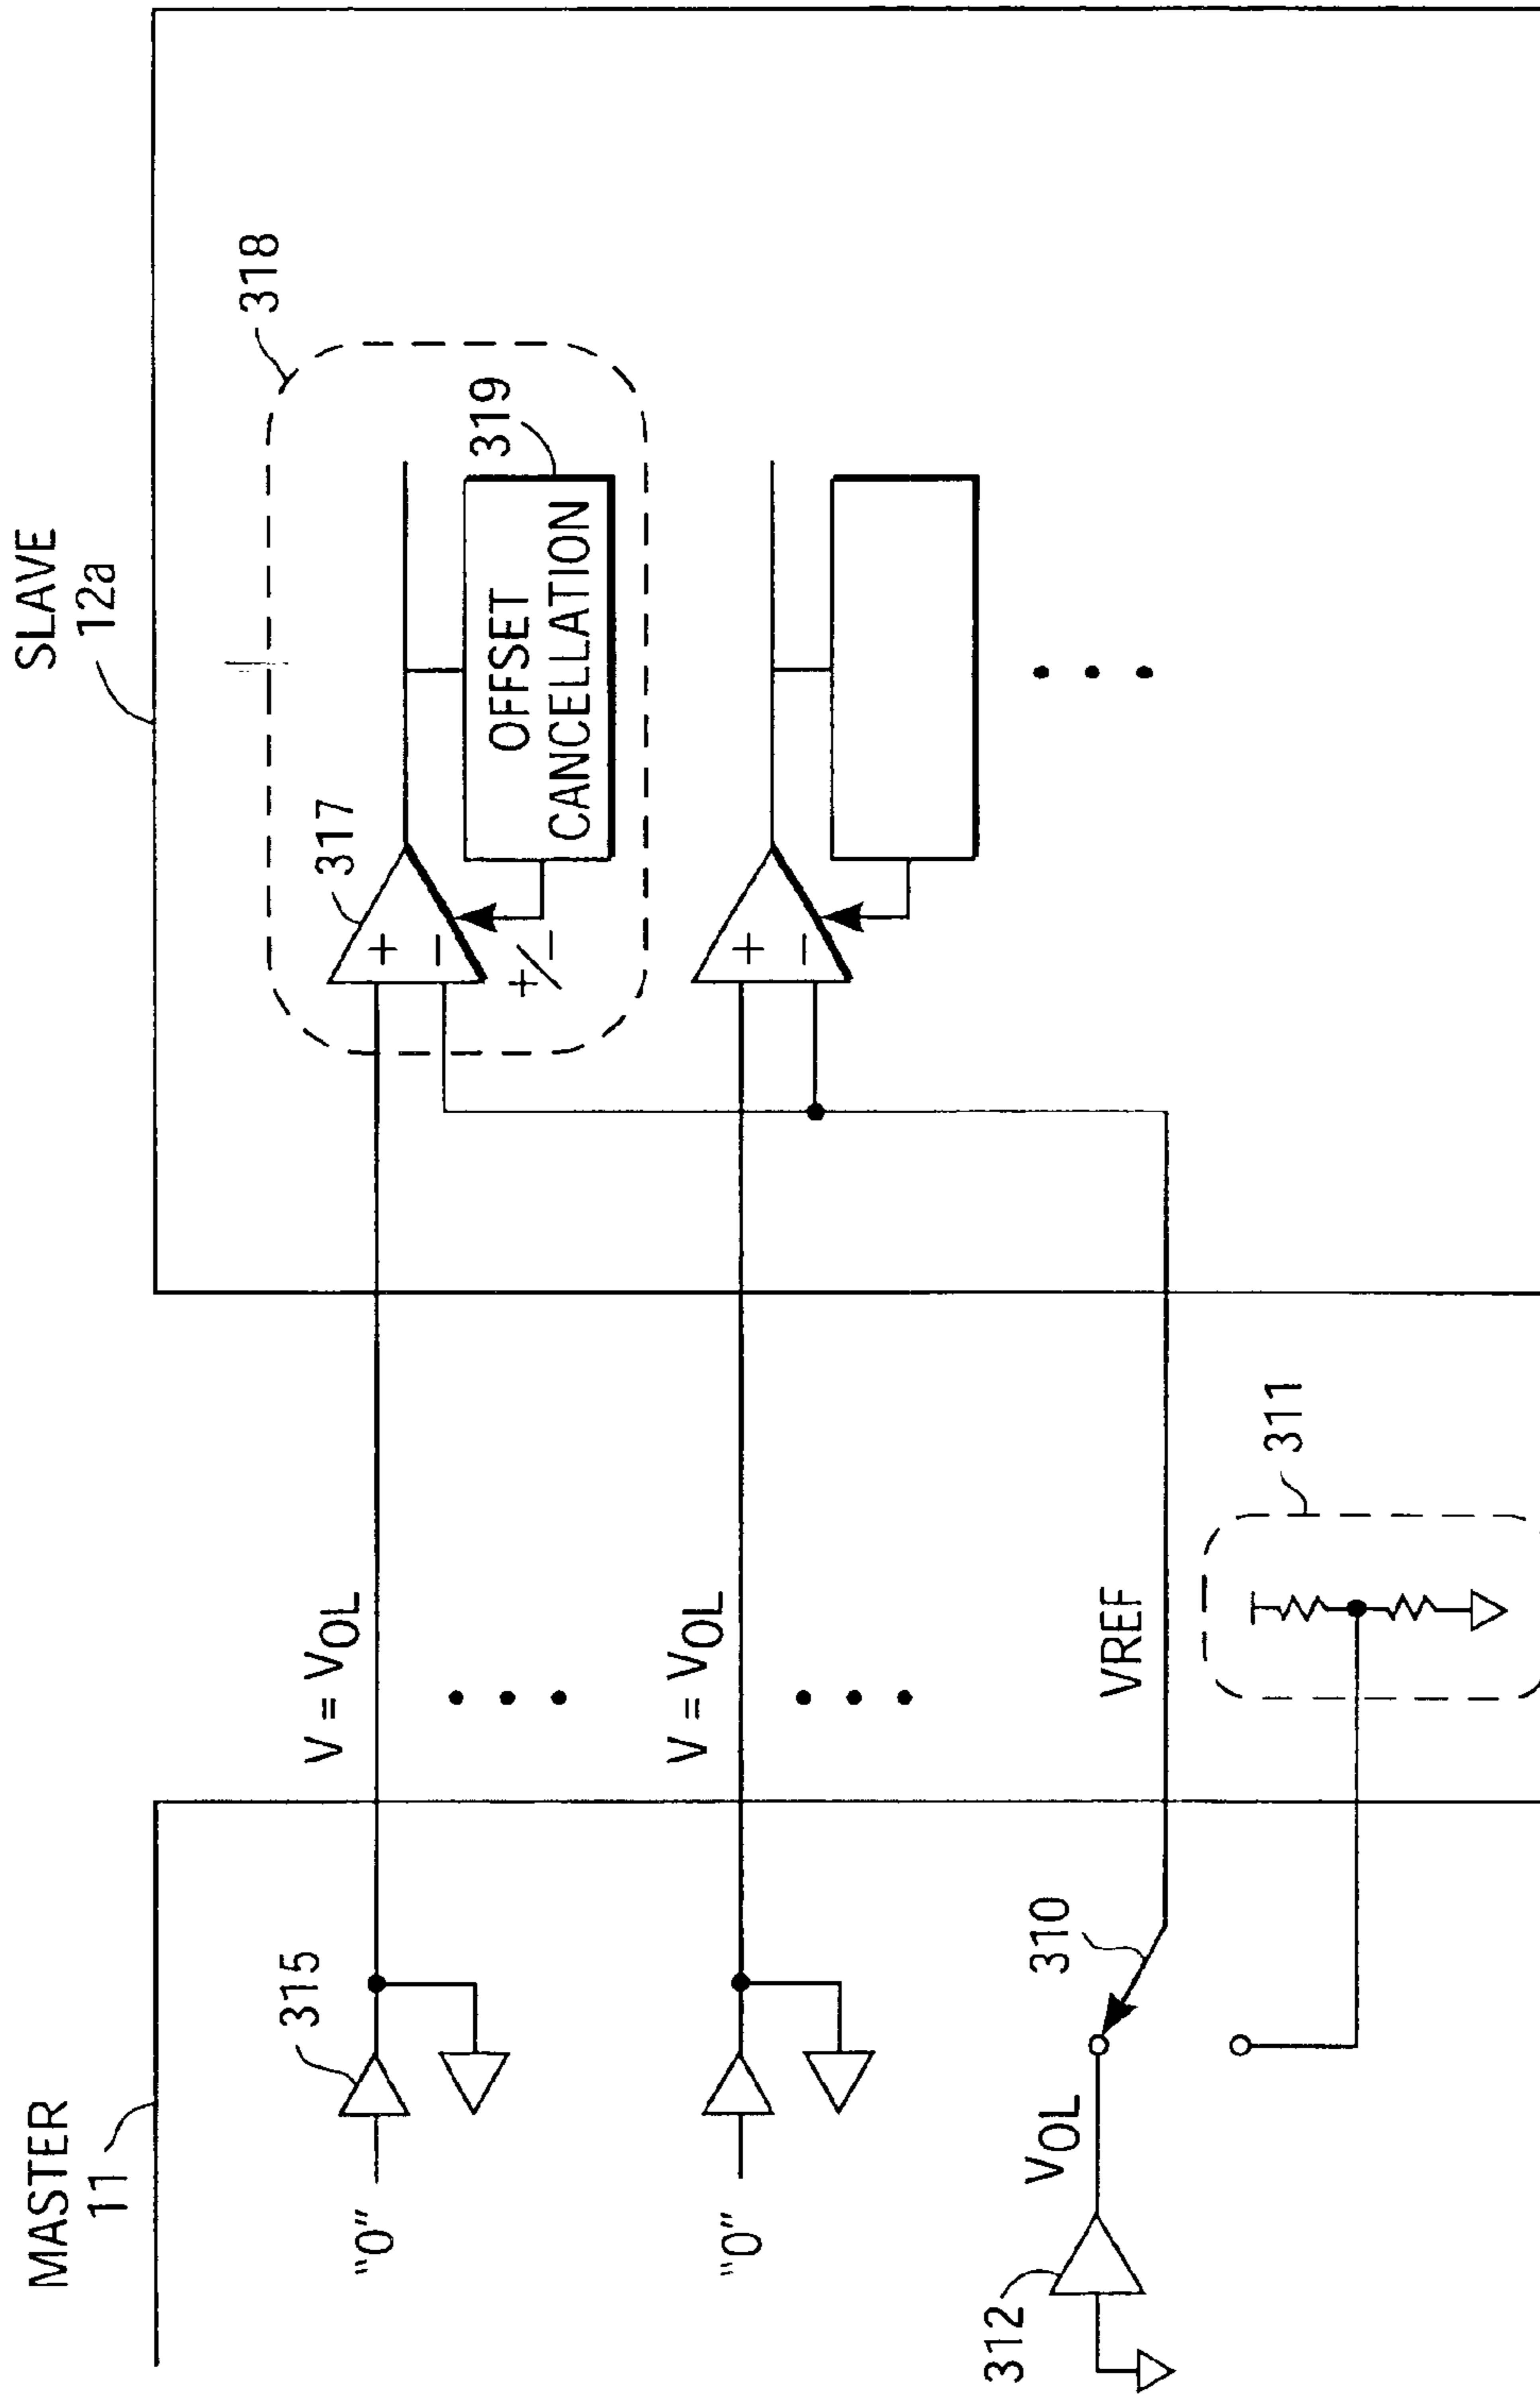 MASTER
11
SLAVE
12a
318
317
+
−
+/−
OFFSET
CANCELLATION
319
315
"0"
V = VOL
"0"
V = VOL
+
−
310
VREF
312
VOL
311